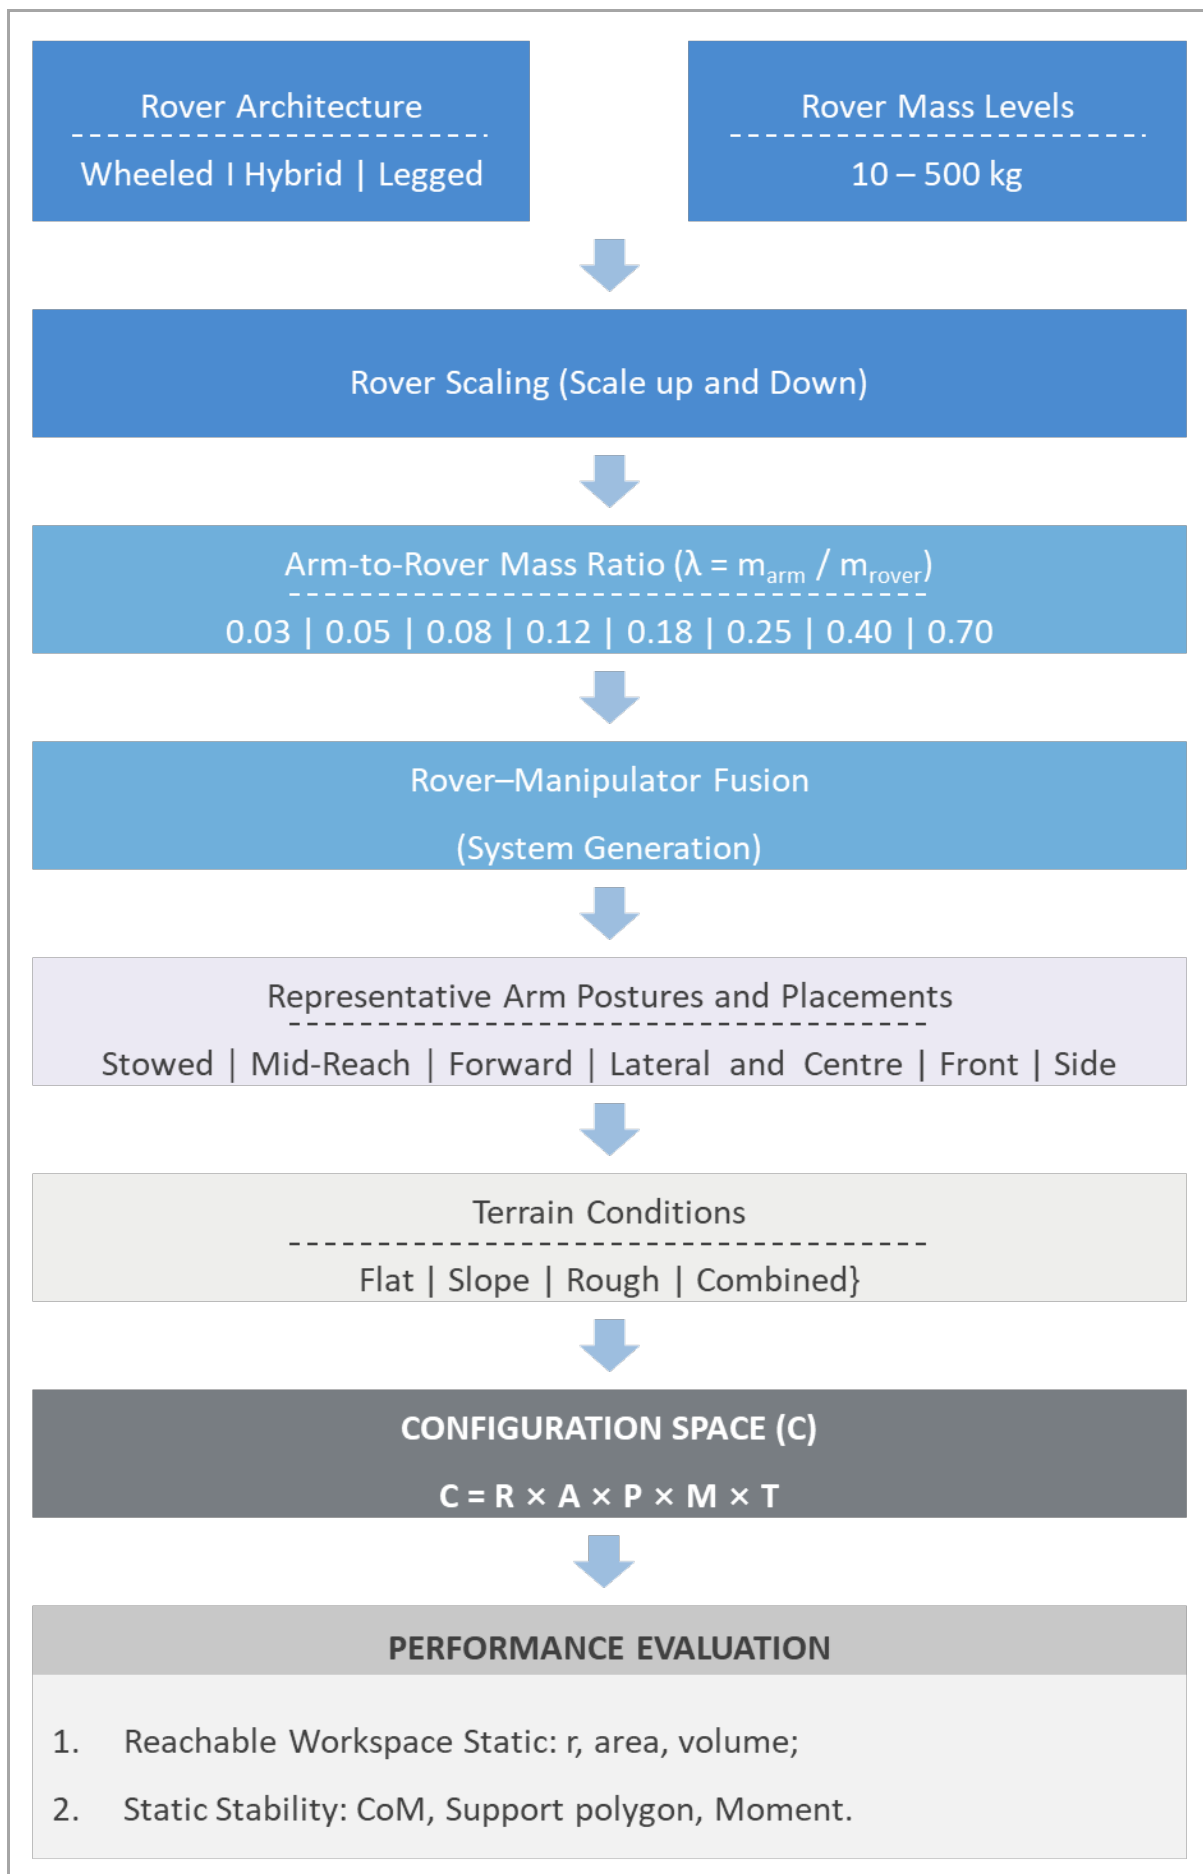 Rover Architecture
Wheeled I Hybrid | Legged
Rover Mass Levels
10 – 500 kg
Rover Scaling (Scale up and Down)
Arm-to-Rover Mass Ratio (λ = m_arm / m_rover)
0.03 | 0.05 | 0.08 | 0.12 | 0.18 | 0.25 | 0.40 | 0.70
Rover–Manipulator Fusion
(System Generation)
Representative Arm Postures and Placements
Stowed | Mid-Reach | Forward | Lateral and Centre | Front | Side
Terrain Conditions
Flat | Slope | Rough | Combined}
CONFIGURATION SPACE (C)
C = R × A × P × M × T
PERFORMANCE EVALUATION
1. Reachable Workspace Static: r, area, volume;
2. Static Stability: CoM, Support polygon, Moment.